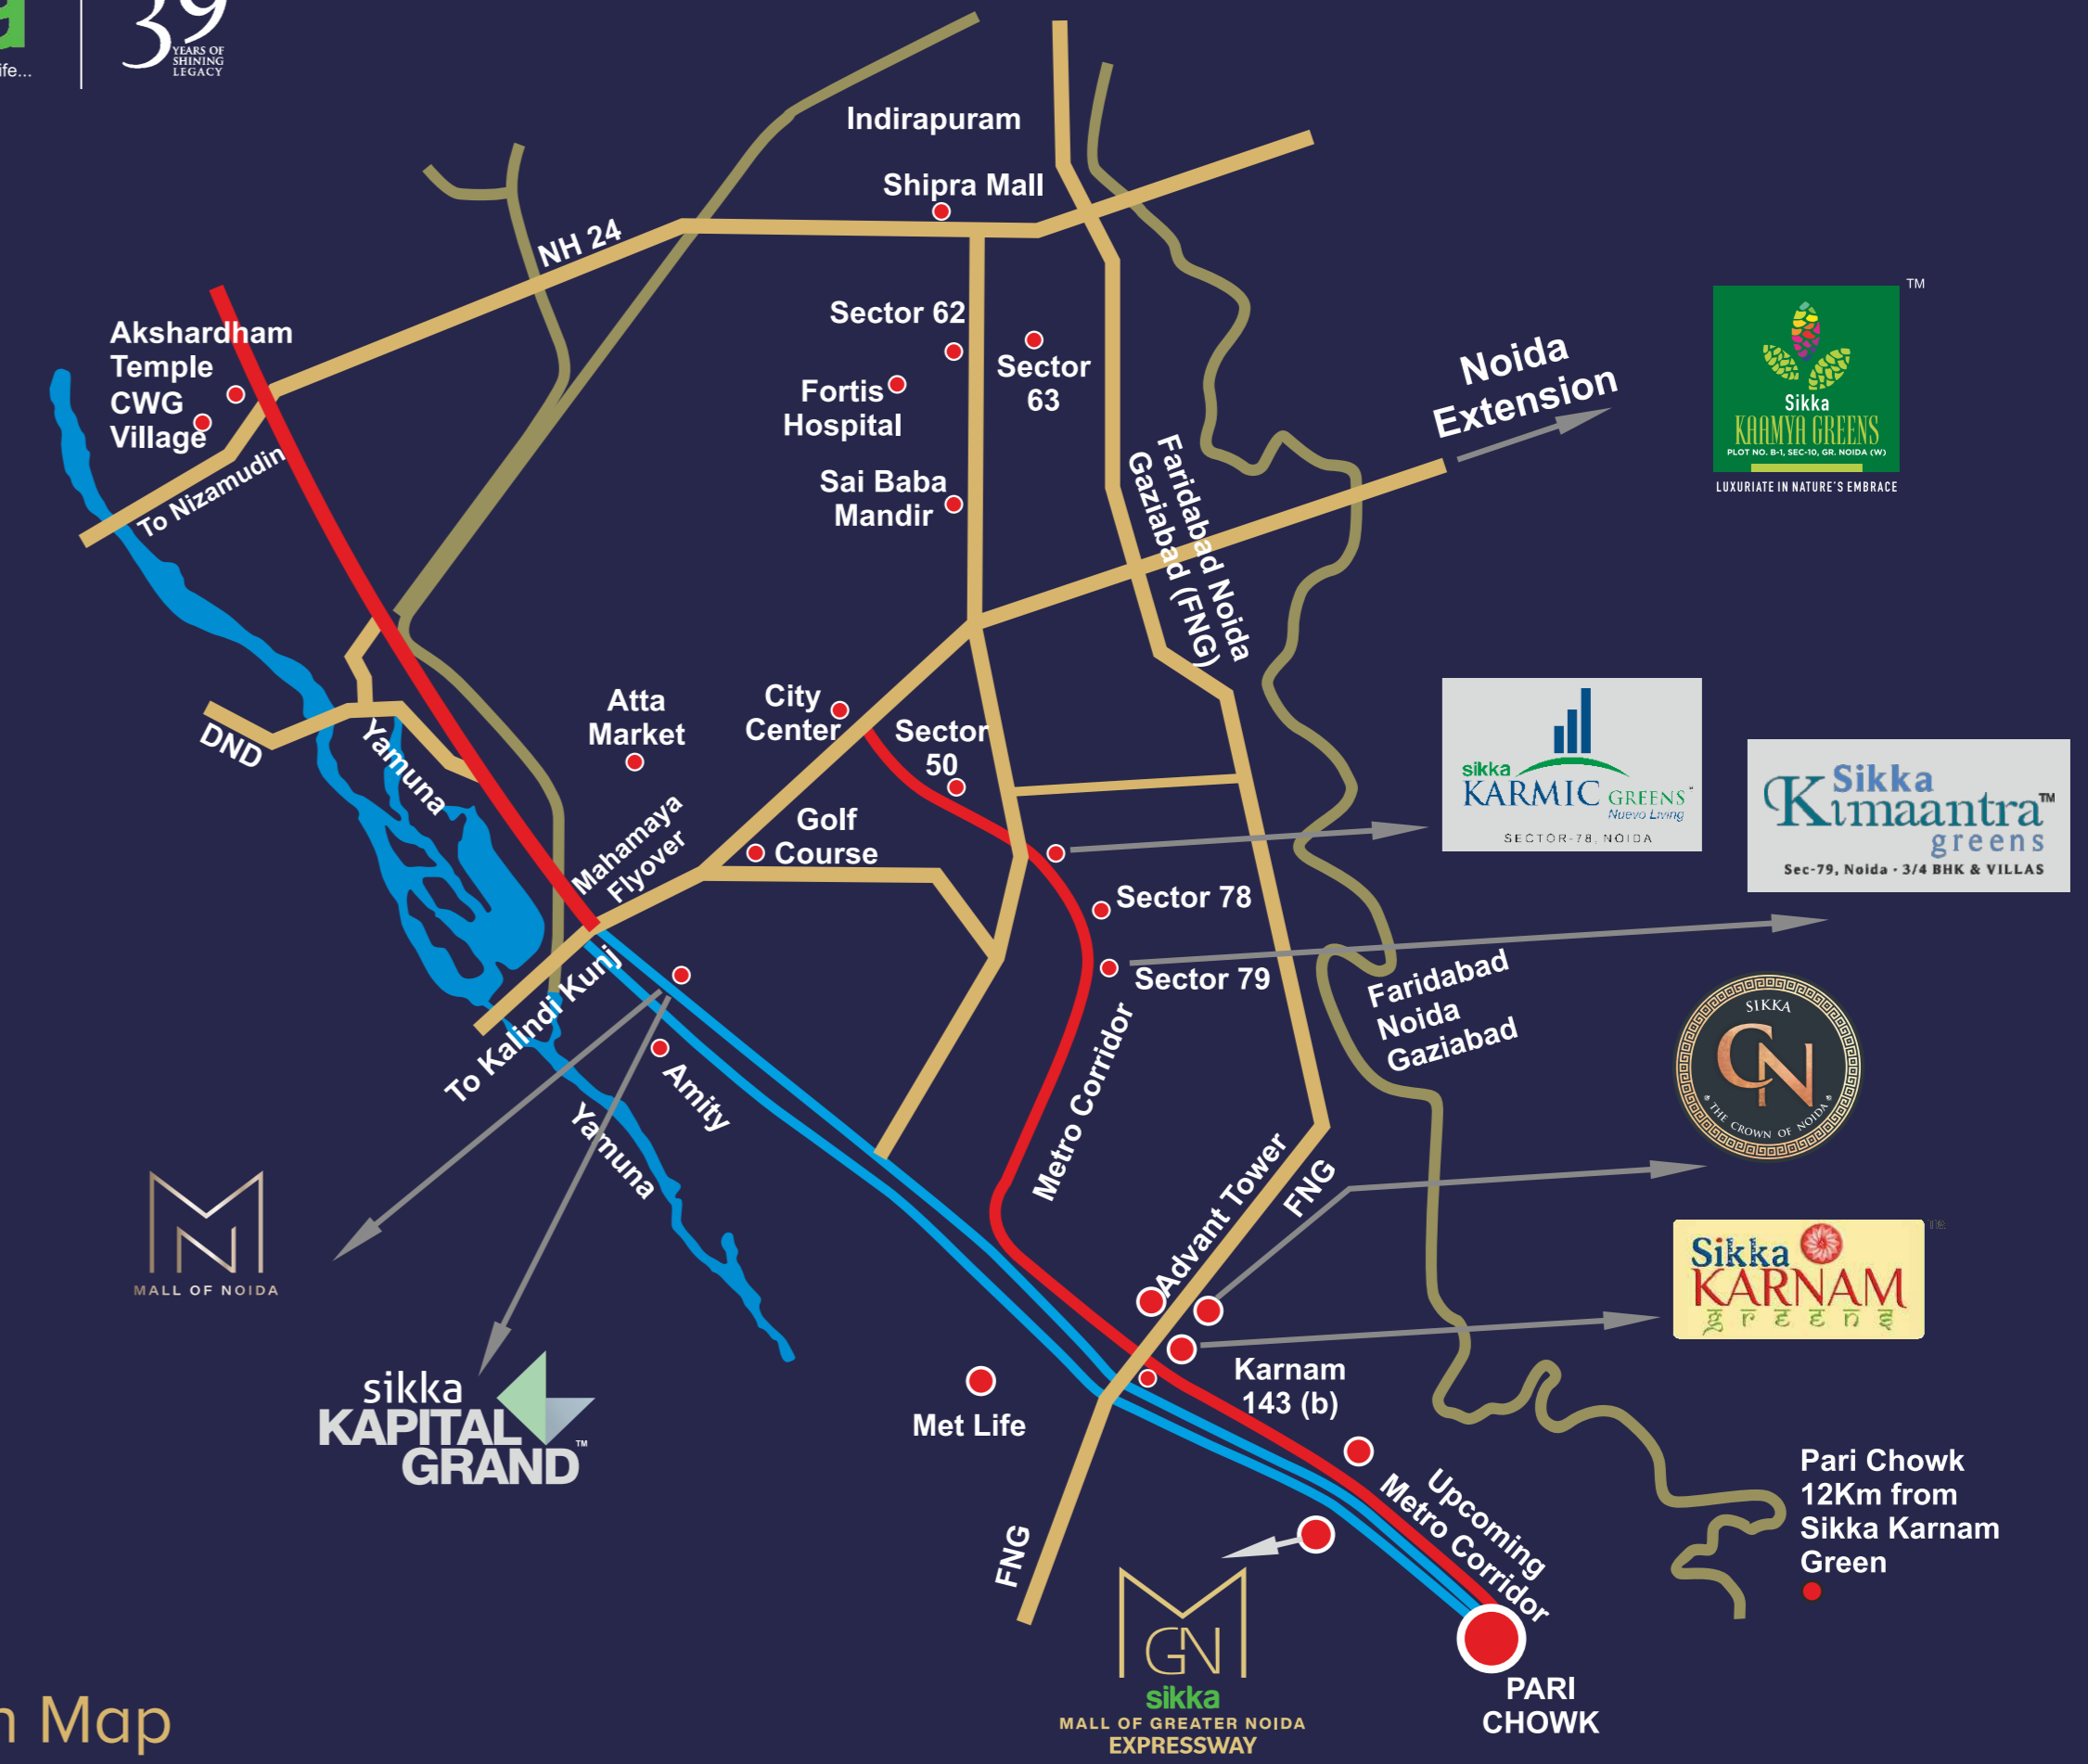 39
YEARS OF
SHINING
LEGACY
Indirapuram
Shipra Mall
NH 24
Sector 62
Sector
63
Fortis
Hospital
Sai Baba
Mandir
Akshardham
Temple
CWG
Village
To Nizamudin
Noida
Extension
TM
Sikka
KAAMYA GREENS
PLOT NO. B-1, SEC-10, GR. NOIDA (W)
LUXURIATE IN NATURE'S EMBRACE
Faridabad Noida
Gaziabad (FNG)
DND
Yamuna
Atta
Market
City
Center
Sector
50
Golf
Course
Mahamaya
Flyover
sikka
KARMIC GREENS
Nuevo Living
SECTOR-78, NOIDA
Sikka
Kimaantra™
greens
Sec-79, Noida - 3/4 BHK & VILLAS
Sector 78
Sector 79
Faridabad
Noida
Gaziabad
To Kalindi Kunj
Amity
Yamuna
Metro Corridor
SIKKA
CN
THE CROWN OF NOIDA
MN
MALL OF NOIDA
Advant Tower
FNG
Sikka
KARNAM
greens
sikka
KAPITAL
GRAND™
Met Life
Karnam
143 (b)
Upcoming
Metro Corridor
Pari Chowk
12Km from
Sikka Karnam
Green
FNG
MGN
sikka
MALL OF GREATER NOIDA
EXPRESSWAY
PARI
CHOWK
Map